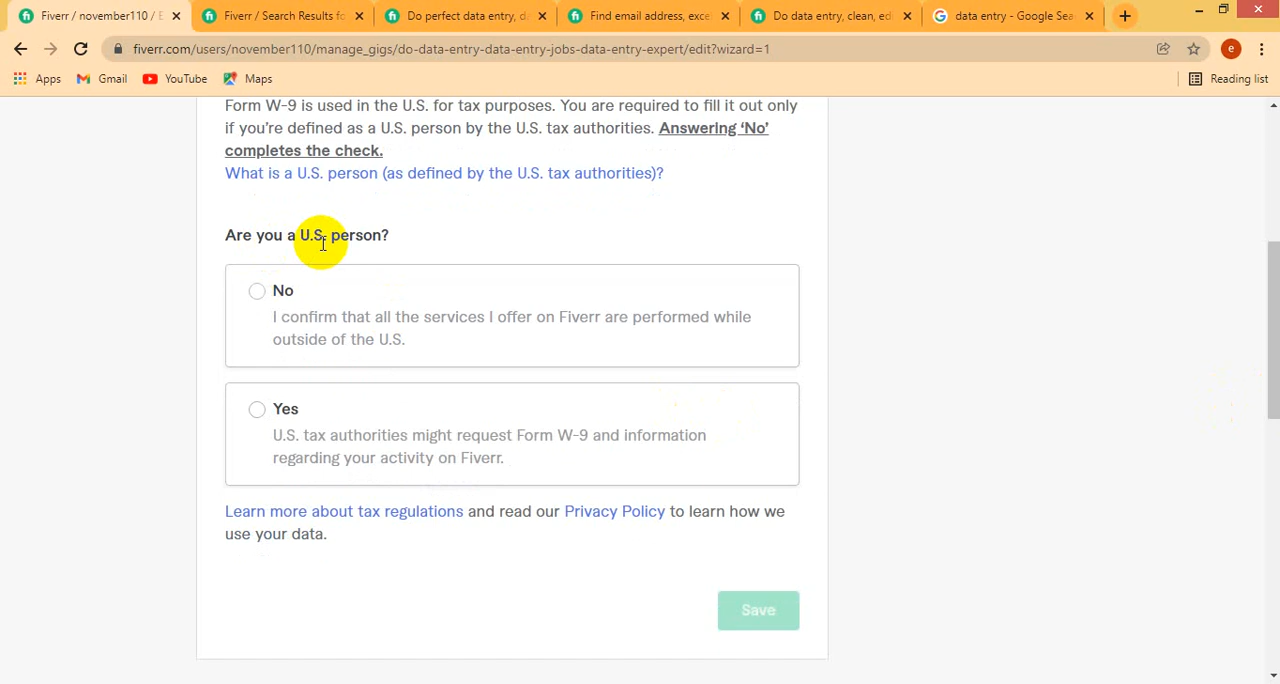 Fiverr / november110 / E
Fiverr / Search Results fo
Do perfect data entry, d
Find email address, exce
Do data entry, clean, ed
data entry - Google Sea
fiverr.com/users/november110/manage_gigs/do-data-entry-data-entry-jobs-data-entry-expert/edit?wizard=1
e
Apps
Gmail
YouTube
Maps
Reading list
Form W-9 is used in the U.S. for tax purposes. You are required to fill it out only
if you're defined as a U.S. person by the U.S. tax authorities. Answering 'No'
completes the check.
What is a U.S. person (as defined by the U.S. tax authorities)?
Are you a U.S. person?
No
I confirm that all the services I offer on Fiverr are performed while
outside of the U.S.
Yes
U.S. tax authorities might request Form W-9 and information
regarding your activity on Fiverr.
Learn more about tax regulations and read our Privacy Policy to learn how we
use your data.
Save